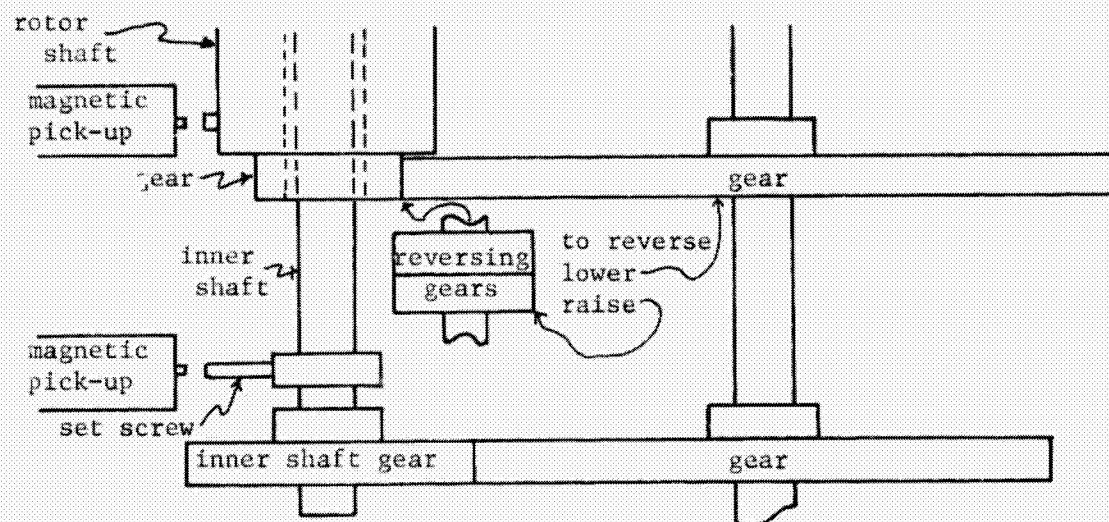 rotor
shaft
magnetic
pick-up
gear
gear
inner
shaft
reversing
gears
to reverse
lower
raise
magnetic
pick-up
set screw
inner shaft gear
gear